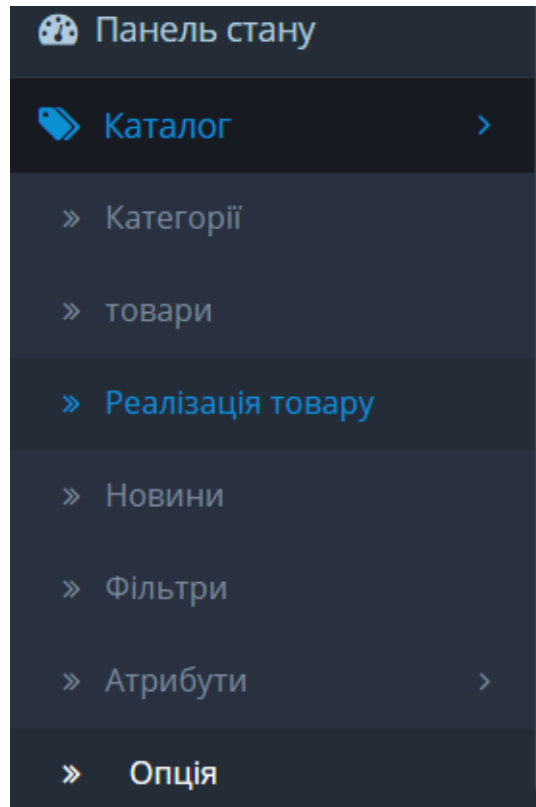 Панель стану
Каталог
Категорії
товари
Реалізація товару
Новини
Фільтри
Атрибути
Опція